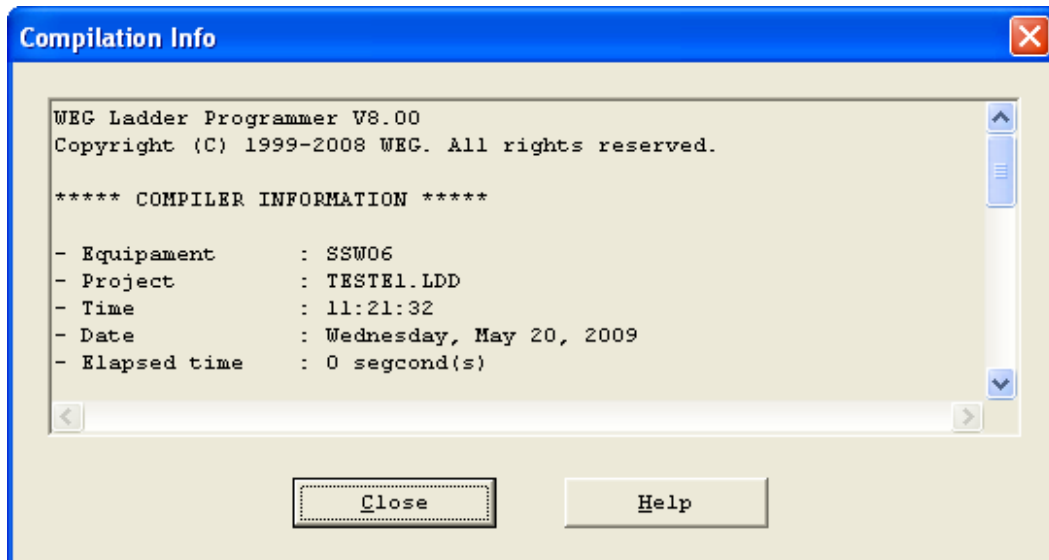 Compilation Info
WEG Ladder Programmer V8.00
Copyright (C) 1999-2008 WEG. All rights reserved.
***** COMPILER INFORMATION *****
- Equipament : SSW06
- Project : TESTE1.LDD
- Time : 11:21:32
- Date : Wednesday, May 20, 2009
- Elapsed time : 0 segcond(s)
Close Help